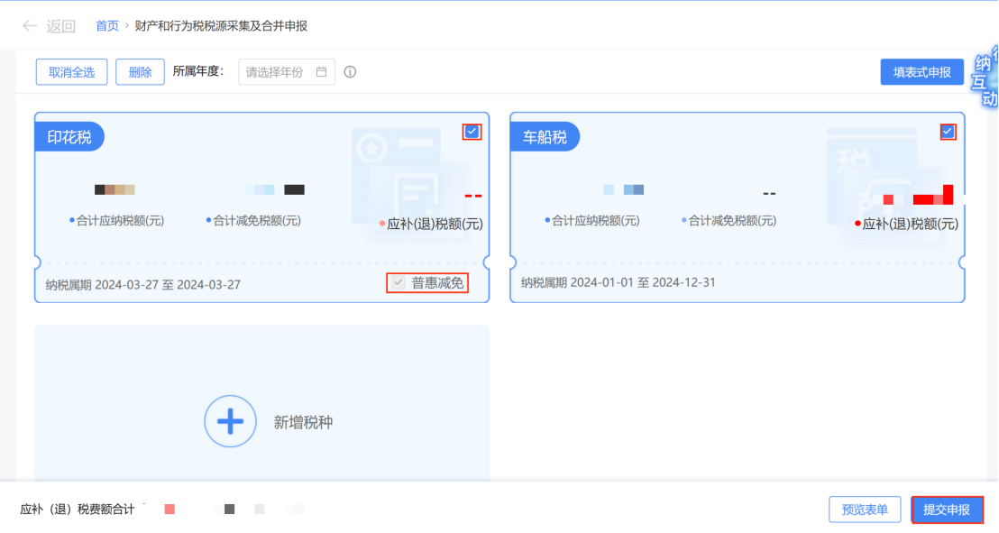 返回 首页 › 财产和行为税税源采集及合并申报
取消全选 删除 所属年度： 请选择年份 填表式申报
纳
互
动
印花税
--
合计应纳税额(元) 合计减免税额(元) 应补(退)税额(元)
纳税属期 2024-03-27 至 2024-03-27 普惠减免
车船税
--
合计应纳税额(元) 合计减免税额(元) 应补(退)税额(元)
纳税属期 2024-01-01 至 2024-12-31
新增税种
应补（退）税费额合计 预览表单 提交申报